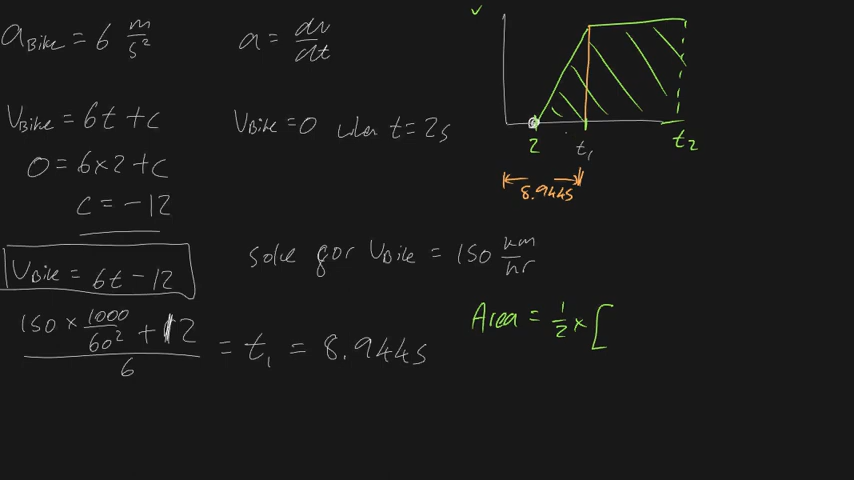 a_Bike = 6 m/s²
a = dv/dt
V_Bike = 6t + c
V_Bike = 0 when t = 2s
0 = 6×2 + c
c = -12
V_Bike = 6t - 12
solve for V_Bike = 150 km/hr
(150 × 1000/60² + 12)/6 = t₁ = 8.944s
v
2
t₁
t₂
8.944s
Area = 1/2 × [